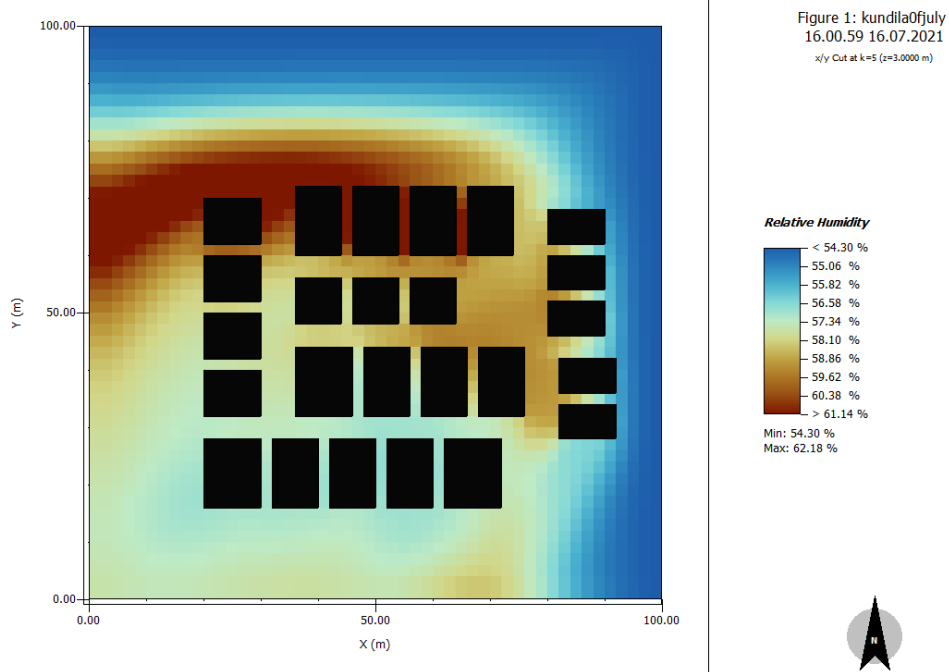 Figure 1: kundila0fjuly
16.00.59 16.07.2021
x/y Cut at k=5 (z=3.0000 m)
100.00
50.00
0.00
Y (m)
0.00
50.00
100.00
X (m)
Relative Humidity
< 54.30 %
55.06 %
55.82 %
56.58 %
57.34 %
58.10 %
58.86 %
59.62 %
60.38 %
> 61.14 %
Min: 54.30 %
Max: 62.18 %
N